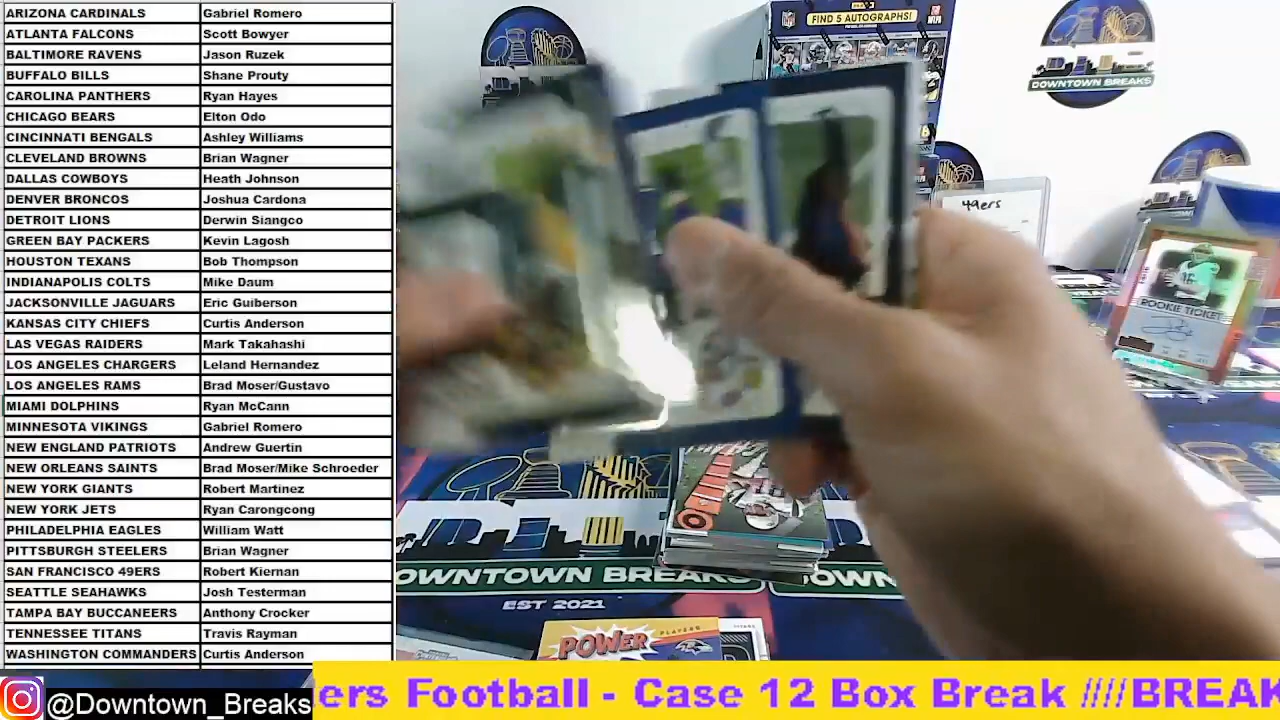 ARIZONA CARDINALS Gabriel Romero
ATLANTA FALCONS Scott Bowyer
BALTIMORE RAVENS Jason Ruzek
BUFFALO BILLS Shane Prouty
CAROLINA PANTHERS Ryan Hayes
CHICAGO BEARS Elton Odo
CINCINNATI BENGALS Ashley Williams
CLEVELAND BROWNS Brian Wagner
DALLAS COWBOYS Heath Johnson
DENVER BRONCOS Joshua Cardona
DETROIT LIONS Derwin Siangco
GREEN BAY PACKERS Kevin Lagosh
HOUSTON TEXANS Bob Thompson
INDIANAPOLIS COLTS Mike Daum
JACKSONVILLE JAGUARS Eric Guiberson
KANSAS CITY CHIEFS Curtis Anderson
LAS VEGAS RAIDERS Mark Takahashi
LOS ANGELES CHARGERS Leland Hernandez
LOS ANGELES RAMS Brad Moser/Gustavo
MIAMI DOLPHINS Ryan McCann
MINNESOTA VIKINGS Gabriel Romero
NEW ENGLAND PATRIOTS Andrew Guertin
NEW ORLEANS SAINTS Brad Moser/Mike Schroeder
NEW YORK GIANTS Robert Martinez
NEW YORK JETS Ryan Carongcong
PHILADELPHIA EAGLES William Watt
PITTSBURGH STEELERS Brian Wagner
SAN FRANCISCO 49ERS Robert Kiernan
SEATTLE SEAHAWKS Josh Testerman
TAMPA BAY BUCCANEERS Anthony Crocker
TENNESSEE TITANS Travis Rayman
WASHINGTON COMMANDERS Curtis Anderson
@Downtown_Breaks
ers Football - Case 12 Box Break ////BREAK
FIND 5 AUTOGRAPHS!
DOWNTOWN BREAKS
49ers
ROOKIE TICKET
OWNTOWN BREAKS
EST 2021
OWN
POWER
PLAYERS